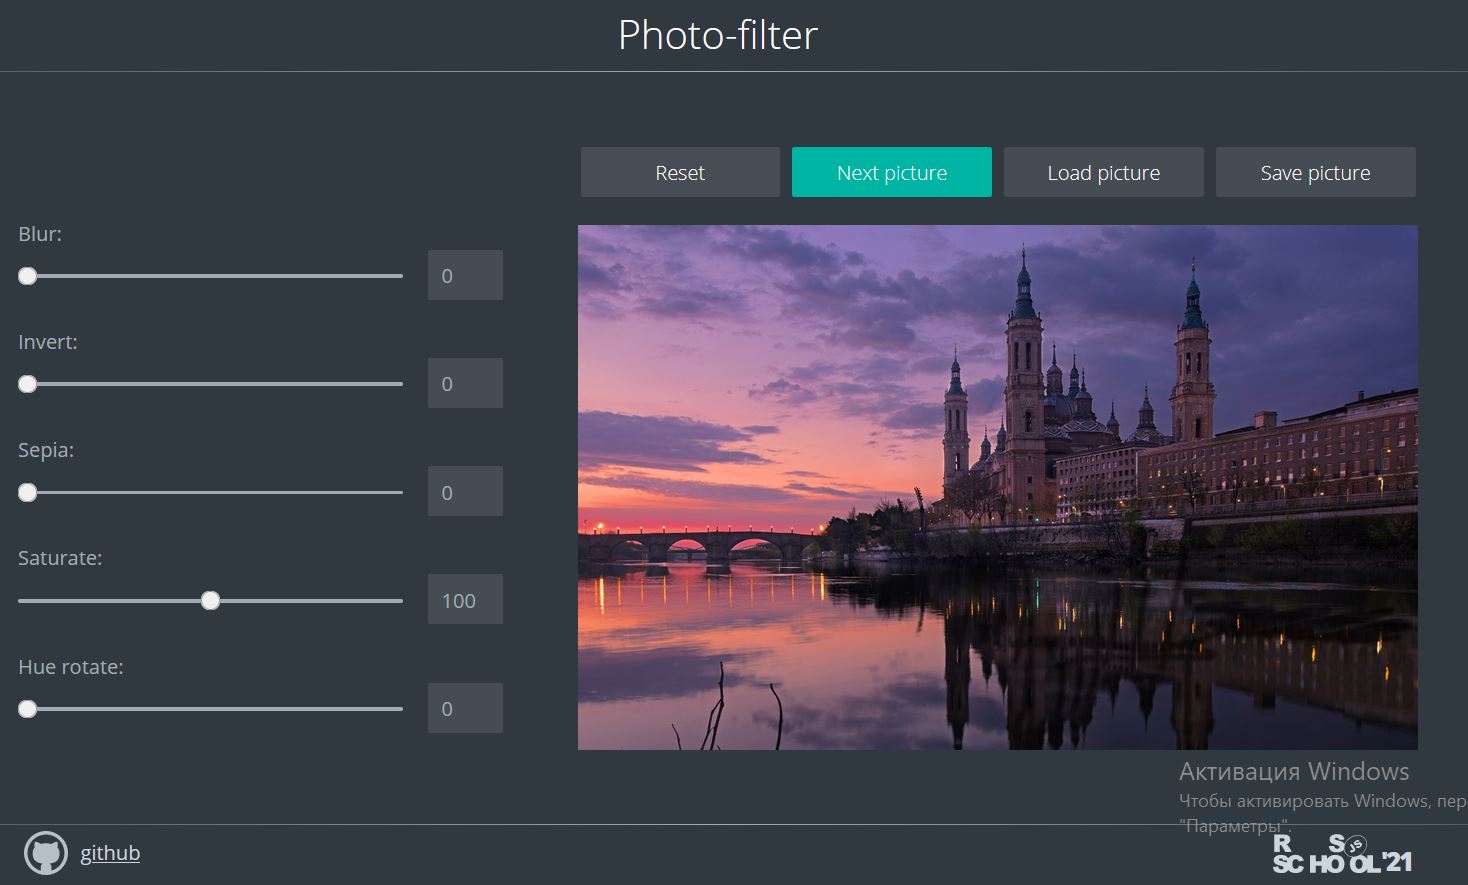 Photo-filter
Reset
Next picture
Load picture
Save picture
Blur:
0
Invert:
0
Sepia:
0
Saturate:
100
Hue rotate:
0
Активация Windows
Чтобы активировать Windows, пер
"Параметры".
github
R S JS
SCHOOL'21